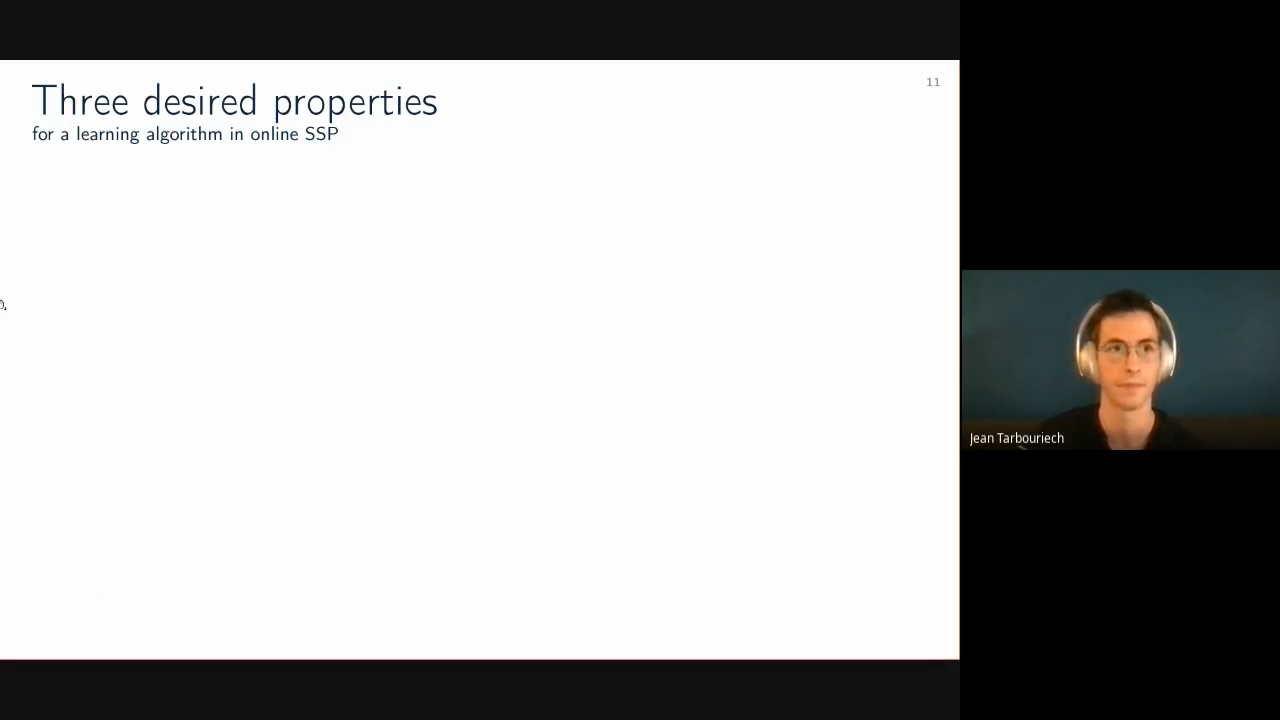 Three desired properties
11
for a learning algorithm in online SSP
Jean Tarbouriech